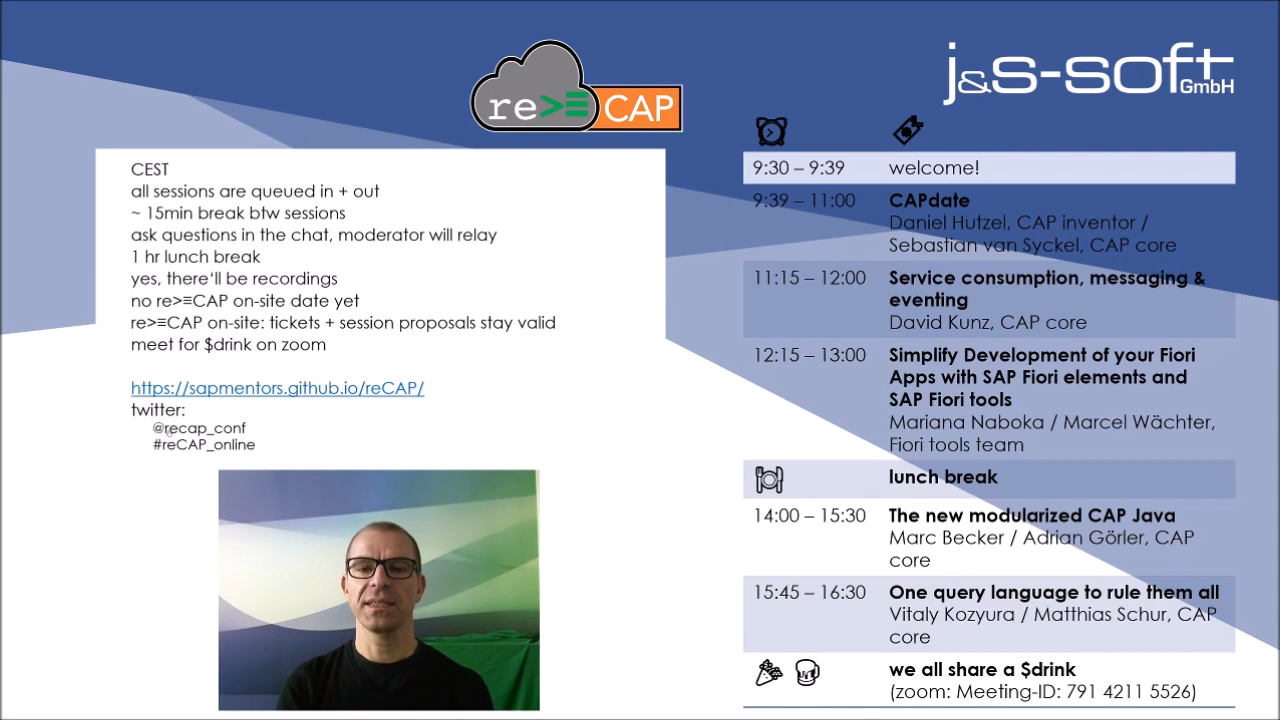 re>≡CAP
j&s-soft
GmbH
CEST
all sessions are queued in + out
~ 15min break btw sessions
ask questions in the chat, moderator will relay
1 hr lunch break
yes, there'll be recordings
no re>≡CAP on-site date yet
re>≡CAP on-site: tickets + session proposals stay valid
meet for $drink on zoom
https://sapmentors.github.io/reCAP/
twitter:
@recap_conf
#reCAP_online
9:30 – 9:39 welcome!
9:39 – 11:00 CAPdate
Daniel Hutzel, CAP inventor /
Sebastian van Syckel, CAP core
11:15 – 12:00 Service consumption, messaging &
eventing
David Kunz, CAP core
12:15 – 13:00 Simplify Development of your Fiori
Apps with SAP Fiori elements and
SAP Fiori tools
Mariana Naboka / Marcel Wächter,
Fiori tools team
lunch break
14:00 – 15:30 The new modularized CAP Java
Marc Becker / Adrian Görler, CAP
core
15:45 – 16:30 One query language to rule them all
Vitaly Kozyura / Matthias Schur, CAP
core
we all share a $drink
(zoom: Meeting-ID: 791 4211 5526)